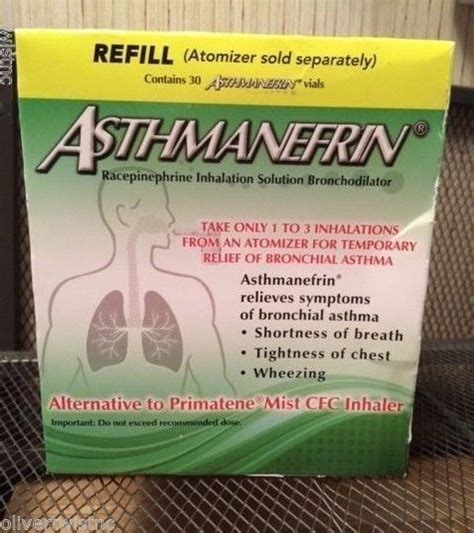 REFILL (Atomizer sold separately)
Contains 30 ASTHMANEFRIN® vials
ASTHMANEFRIN®
Racepinephrine Inhalation Solution Bronchodilator
TAKE ONLY 1 TO 3 INHALATIONS
FROM AN ATOMIZER FOR TEMPORARY
RELIEF OF BRONCHIAL ASTHMA
Asthmanefrin®
relieves symptoms
of bronchial asthma
• Shortness of breath
• Tightness of chest
• Wheezing
Alternative to Primatene® Mist CFC Inhaler
Important: Do not exceed recommended dose.